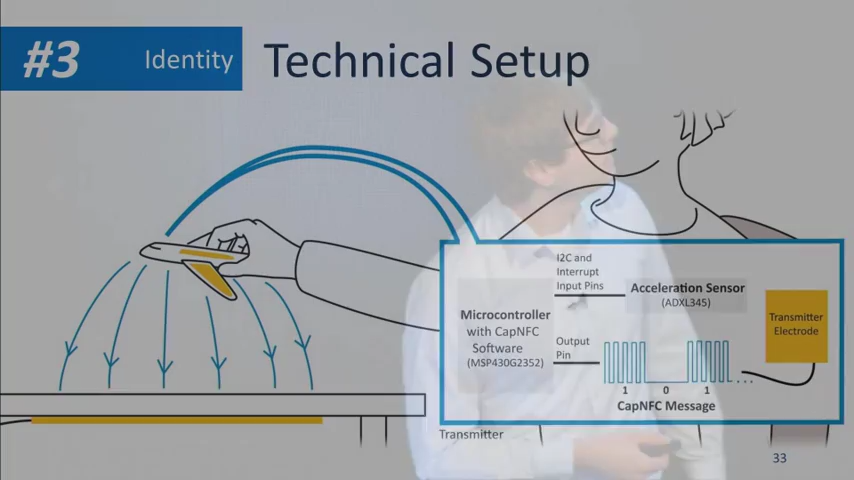 #3 Identity Technical Setup
I2C and
Interrupt
Input Pins
Acceleration Sensor
(ADXL345)
Microcontroller
with CapNFC
Software
(MSP430G2352)
Output
Pin
Transmitter
Electrode
1 0 1
...
CapNFC Message
Transmitter
33